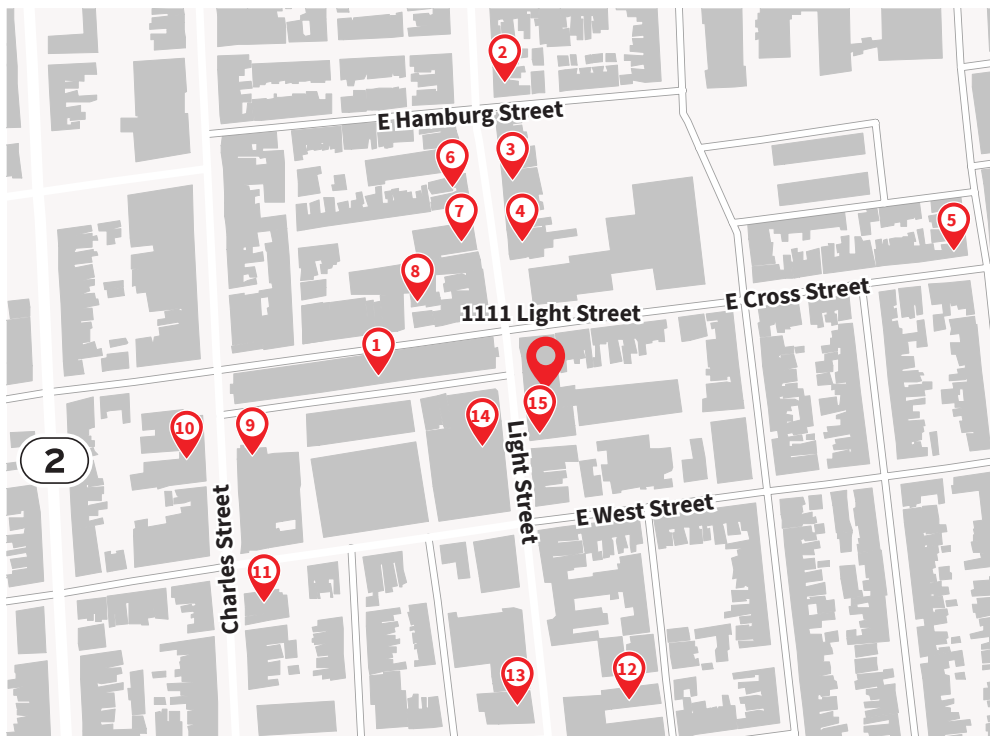 2
E Hamburg Street
3
6
7
4
5
8
E Cross Street
1111 Light Street
1
15
14
9
10
2
Light Street
E West Street
Charles Street
11
12
13